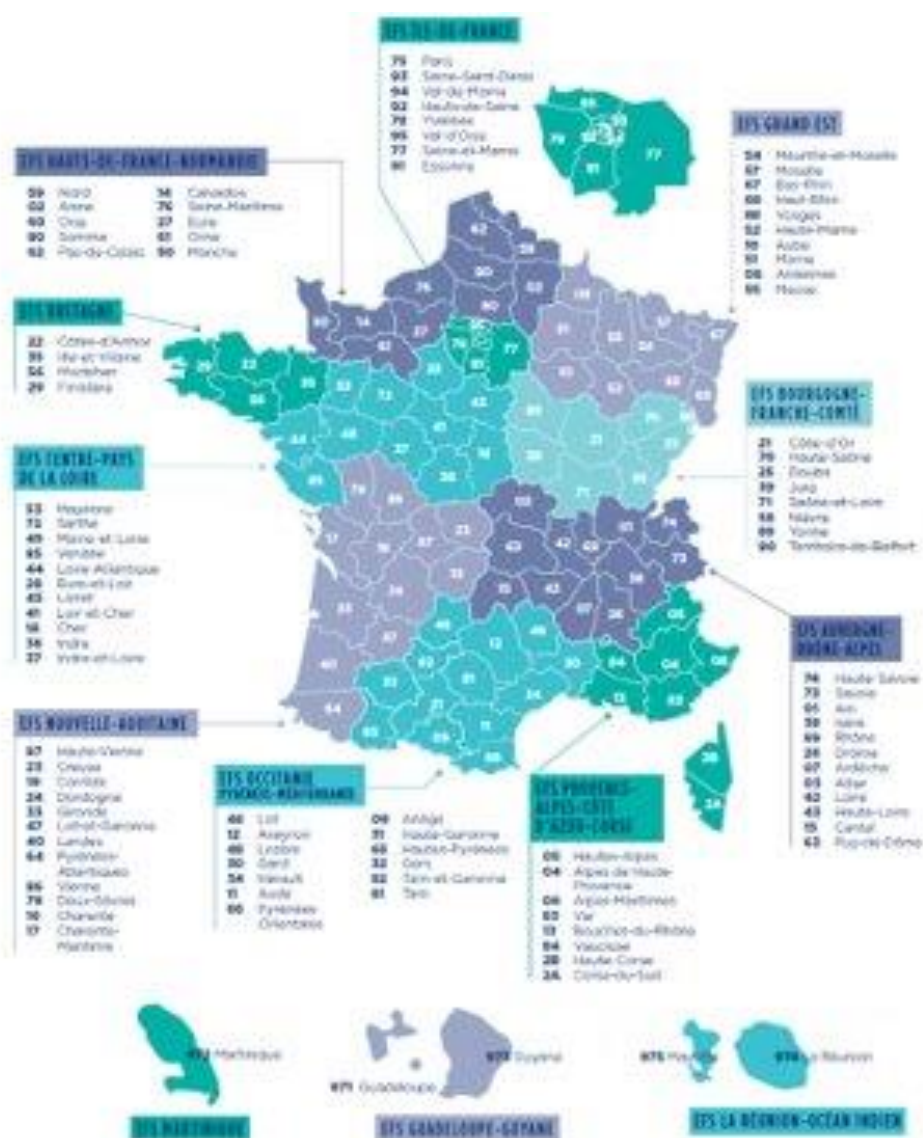 EFS ÎLE-DE-FRANCE
75 Paris
93 Seine-Saint-Denis
94 Val-de-Marne
92 Hauts-de-Seine
78 Yvelines
95 Val d'Oise
77 Seine-et-Marne
91 Essonne
EFS GRAND EST
54 Meurthe-et-Moselle
57 Moselle
67 Bas-Rhin
68 Haut-Rhin
88 Vosges
52 Haute-Marne
10 Aube
51 Marne
08 Ardennes
55 Meuse
EFS HAUTS-DE-FRANCE-NORMANDIE
59 Nord
02 Aisne
60 Oise
80 Somme
62 Pas-de-Calais
14 Calvados
76 Seine-Maritime
27 Eure
61 Orne
50 Manche
EFS BRETAGNE
22 Côtes-d'Armor
35 Ille-et-Vilaine
56 Morbihan
29 Finistère
EFS BOURGOGNE-
FRANCHE-COMTÉ
21 Côte-d'Or
70 Haute-Saône
25 Doubs
39 Jura
71 Saône-et-Loire
58 Nièvre
89 Yonne
90 Territoire-de-Belfort
EFS CENTRE-PAYS
DE LA LOIRE
53 Mayenne
72 Sarthe
49 Maine-et-Loire
85 Vendée
44 Loire-Atlantique
28 Eure-et-Loir
45 Loiret
41 Loir-et-Cher
18 Cher
36 Indre
37 Indre-et-Loire
EFS AUVERGNE-
RHÔNE-ALPES
74 Haute-Savoie
73 Savoie
01 Ain
38 Isère
69 Rhône
26 Drôme
07 Ardèche
03 Allier
42 Loire
43 Haute-Loire
15 Cantal
63 Puy-de-Dôme
EFS NOUVELLE-AQUITAINE
87 Haute-Vienne
23 Creuse
19 Corrèze
24 Dordogne
33 Gironde
47 Lot-et-Garonne
40 Landes
64 Pyrénées-
Atlantiques
86 Vienne
79 Deux-Sèvres
16 Charente
17 Charente-
Maritime
EFS OCCITANIE
PYRÉNÉES-MÉDITERRANÉE
46 Lot
12 Aveyron
48 Lozère
30 Gard
34 Hérault
11 Aude
66 Pyrénées
Orientales
09 Ariège
31 Haute-Garonne
65 Hautes-Pyrénées
32 Gers
82 Tarn-et-Garonne
81 Tarn
EFS PROVENCE-
ALPES-CÔTE
D'AZUR-CORSE
05 Hautes-Alpes
04 Alpes de Haute-
Provence
06 Alpes-Maritimes
83 Var
13 Bouches-du-Rhône
84 Vaucluse
2B Haute-Corse
2A Corse-du-Sud
972 Martinique
971 Guadeloupe
973 Guyane
La Réunion
EFS MARTINIQUE
EFS GUADELOUPE-GUYANE
EFS LA RÉUNION-OCÉAN INDIEN